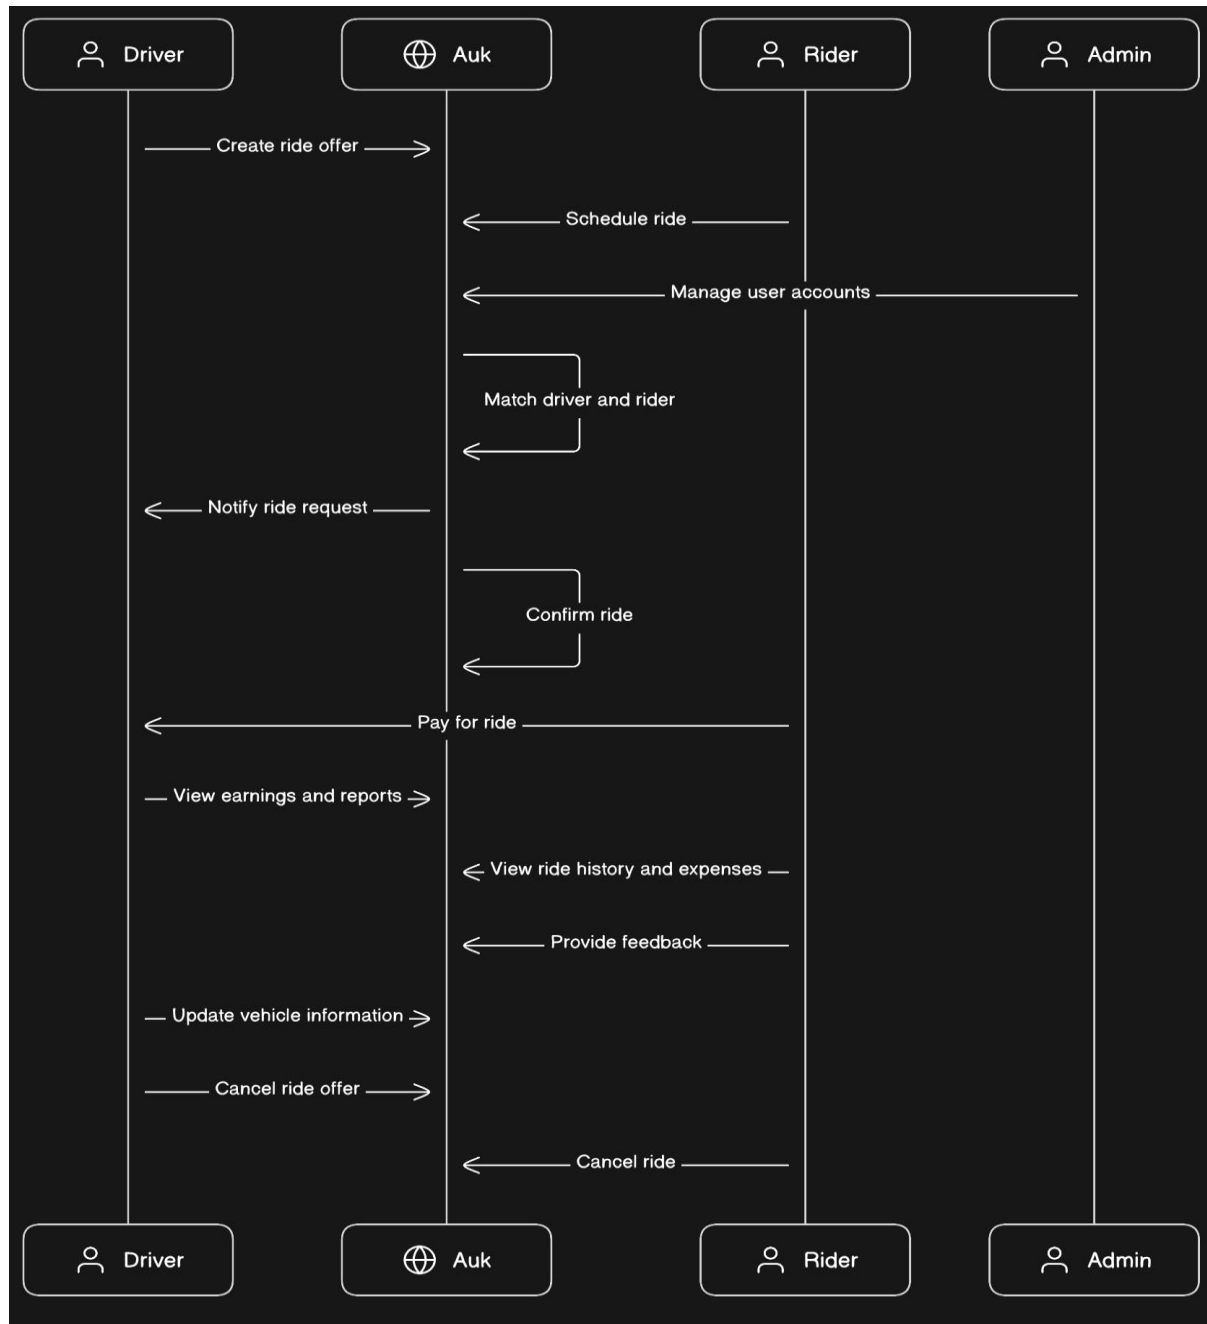 Driver
Auk
Rider
Admin
Create ride offer
Schedule ride
Manage user accounts
Match driver and rider
Notify ride request
Confirm ride
Pay for ride
View earnings and reports
View ride history and expenses
Provide feedback
Update vehicle information
Cancel ride offer
Cancel ride
Driver
Auk
Rider
Admin